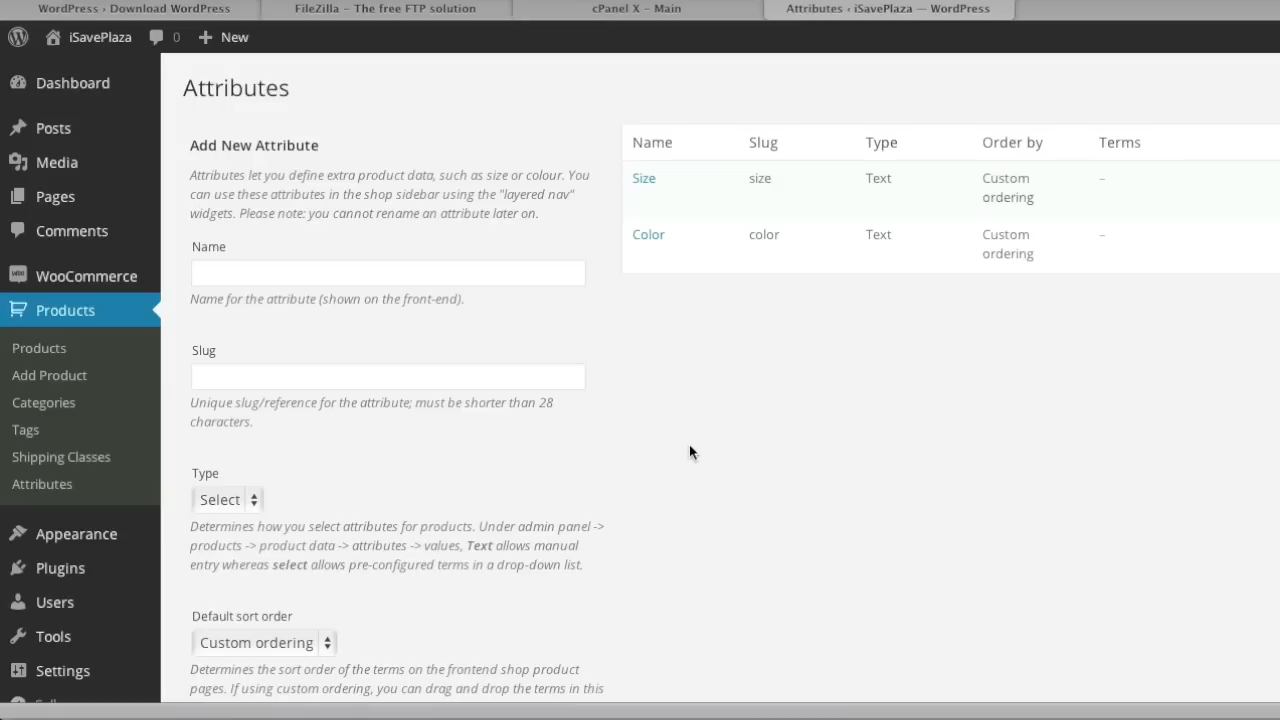 WordPress › Download WordPress
FileZilla – The free FTP solution
cPanel X – Main
Attributes ‹ iSavePlaza — WordPress
iSavePlaza
0
New
Dashboard
Posts
Media
Pages
Comments
WooCommerce
Products
Products
Add Product
Categories
Tags
Shipping Classes
Attributes
Appearance
Plugins
Users
Tools
Settings
Attributes
Add New Attribute
Attributes let you define extra product data, such as size or colour. You
can use these attributes in the shop sidebar using the "layered nav"
widgets. Please note: you cannot rename an attribute later on.
Name
Name for the attribute (shown on the front-end).
Slug
Unique slug/reference for the attribute; must be shorter than 28
characters.
Type
Select
Determines how you select attributes for products. Under admin panel ->
products -> product data -> attributes -> values, Text allows manual
entry whereas select allows pre-configured terms in a drop-down list.
Default sort order
Custom ordering
Determines the sort order of the terms on the frontend shop product
pages. If using custom ordering, you can drag and drop the terms in this
Name Slug Type Order by Terms
Size size Text Custom ordering –
Color color Text Custom ordering –